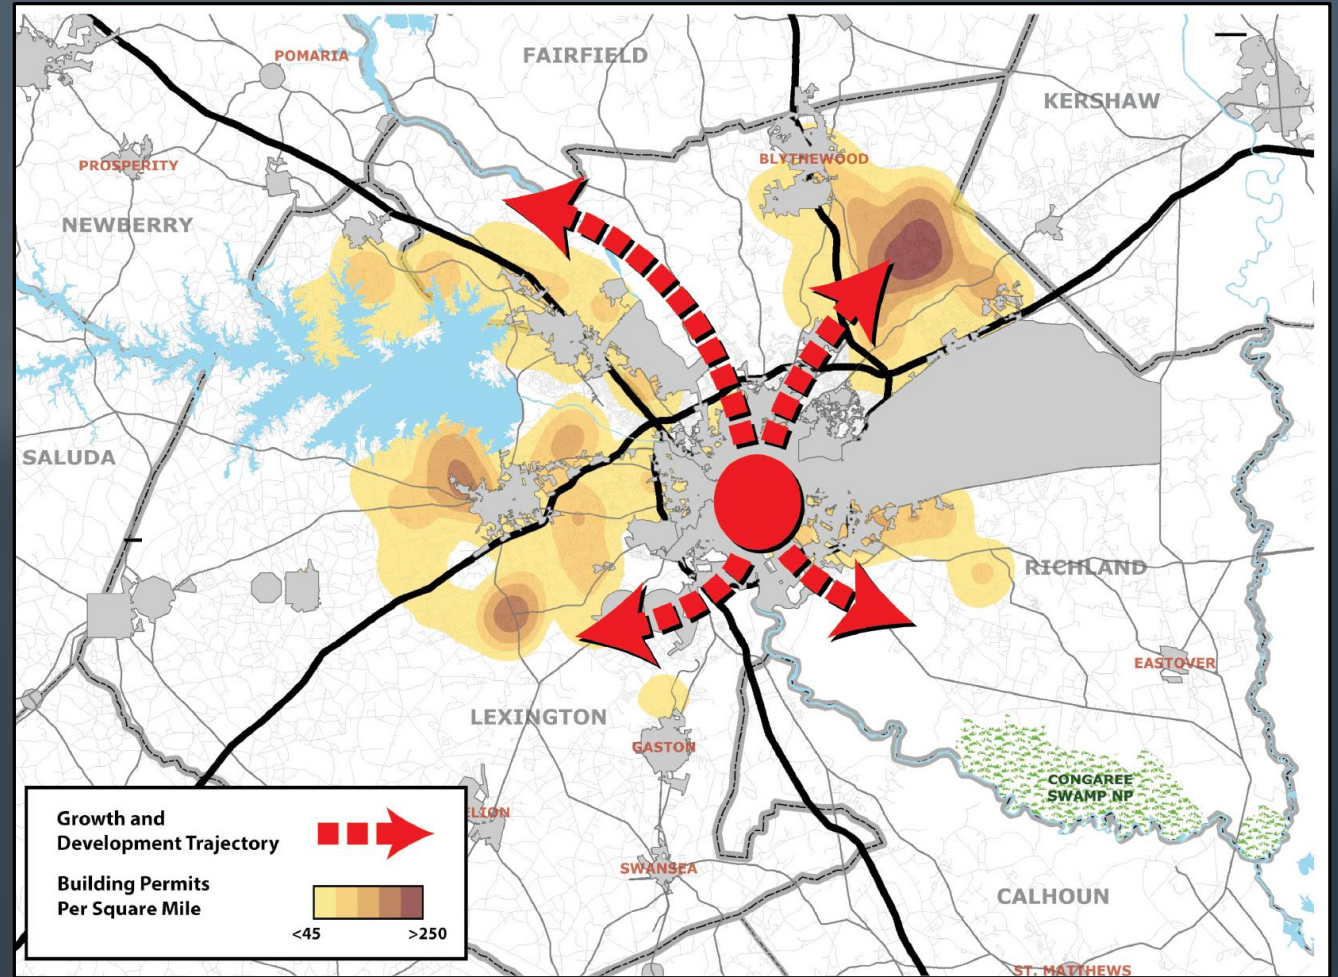 POMARIA
FAIRFIELD
KERSHAW
PROSPERITY
BLYTHEWOOD
NEWBERRY
SALUDA
RICHLAND
EASTOVER
LEXINGTON
GASTON
CONGAREE
SWAMP NP
ELION
SWANSEA
CALHOUN
ST. MATTHEWS
Growth and
Development Trajectory
Building Permits
Per Square Mile
<45 >250